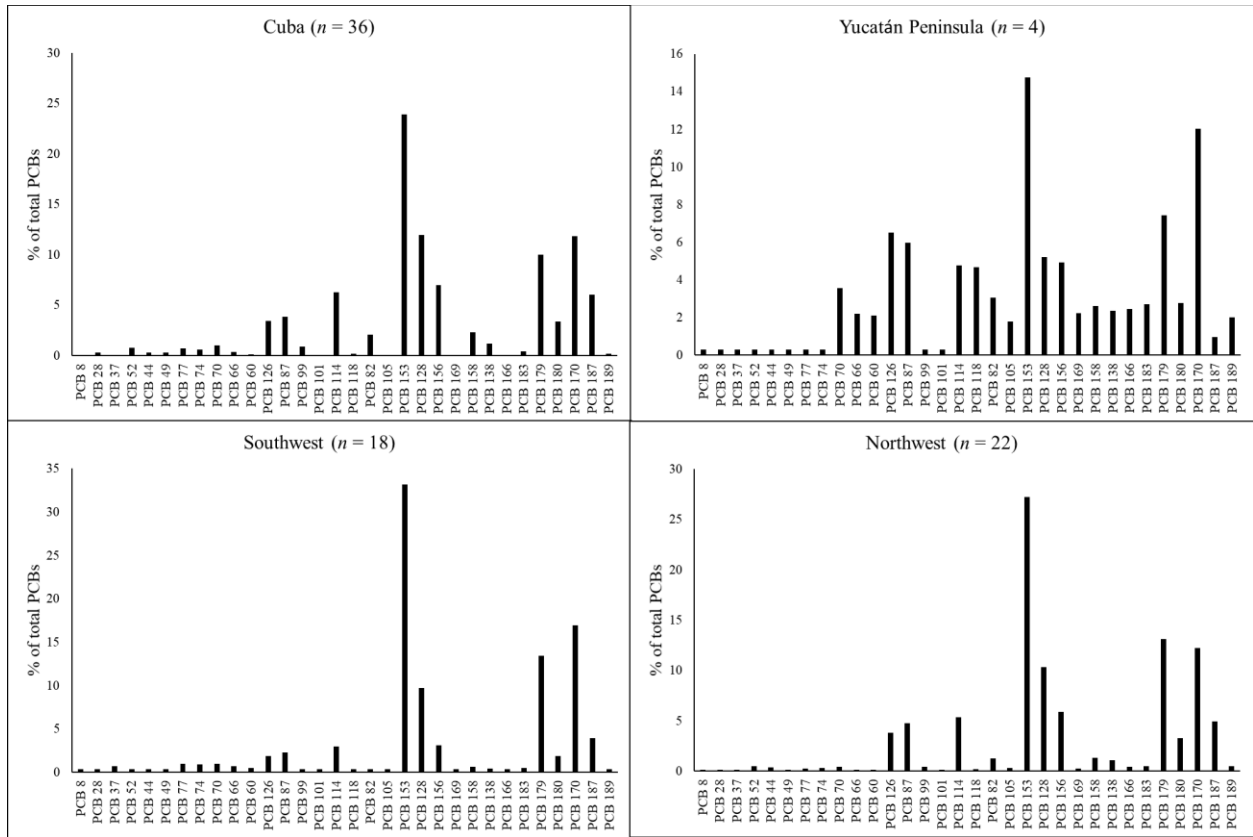 Cuba (n = 36)
% of total PCBs
30
25
20
15
10
5
0
PCB 8
PCB 28
PCB 37
PCB 52
PCB 44
PCB 49
PCB 77
PCB 74
PCB 70
PCB 66
PCB 60
PCB 126
PCB 87
PCB 99
PCB 101
PCB 114
PCB 118
PCB 82
PCB 105
PCB 153
PCB 128
PCB 156
PCB 169
PCB 158
PCB 138
PCB 166
PCB 183
PCB 179
PCB 180
PCB 170
PCB 187
PCB 189
Yucatán Peninsula (n = 4)
% of total PCBs
16
14
12
10
8
6
4
2
0
PCB 8
PCB 28
PCB 37
PCB 52
PCB 44
PCB 49
PCB 77
PCB 74
PCB 70
PCB 66
PCB 60
PCB 126
PCB 87
PCB 99
PCB 101
PCB 114
PCB 118
PCB 82
PCB 105
PCB 153
PCB 128
PCB 156
PCB 169
PCB 158
PCB 138
PCB 166
PCB 183
PCB 179
PCB 180
PCB 170
PCB 187
PCB 189
Southwest (n = 18)
% of total PCBs
35
30
25
20
15
10
5
0
PCB 8
PCB 28
PCB 37
PCB 52
PCB 44
PCB 49
PCB 77
PCB 74
PCB 70
PCB 66
PCB 60
PCB 126
PCB 87
PCB 99
PCB 101
PCB 114
PCB 118
PCB 82
PCB 105
PCB 153
PCB 128
PCB 156
PCB 169
PCB 158
PCB 138
PCB 166
PCB 183
PCB 179
PCB 180
PCB 170
PCB 187
PCB 189
Northwest (n = 22)
% of total PCBs
30
25
20
15
10
5
0
PCB 8
PCB 28
PCB 37
PCB 52
PCB 44
PCB 49
PCB 77
PCB 74
PCB 70
PCB 66
PCB 60
PCB 126
PCB 87
PCB 99
PCB 101
PCB 114
PCB 118
PCB 82
PCB 105
PCB 153
PCB 128
PCB 156
PCB 169
PCB 158
PCB 138
PCB 166
PCB 183
PCB 179
PCB 180
PCB 170
PCB 187
PCB 189